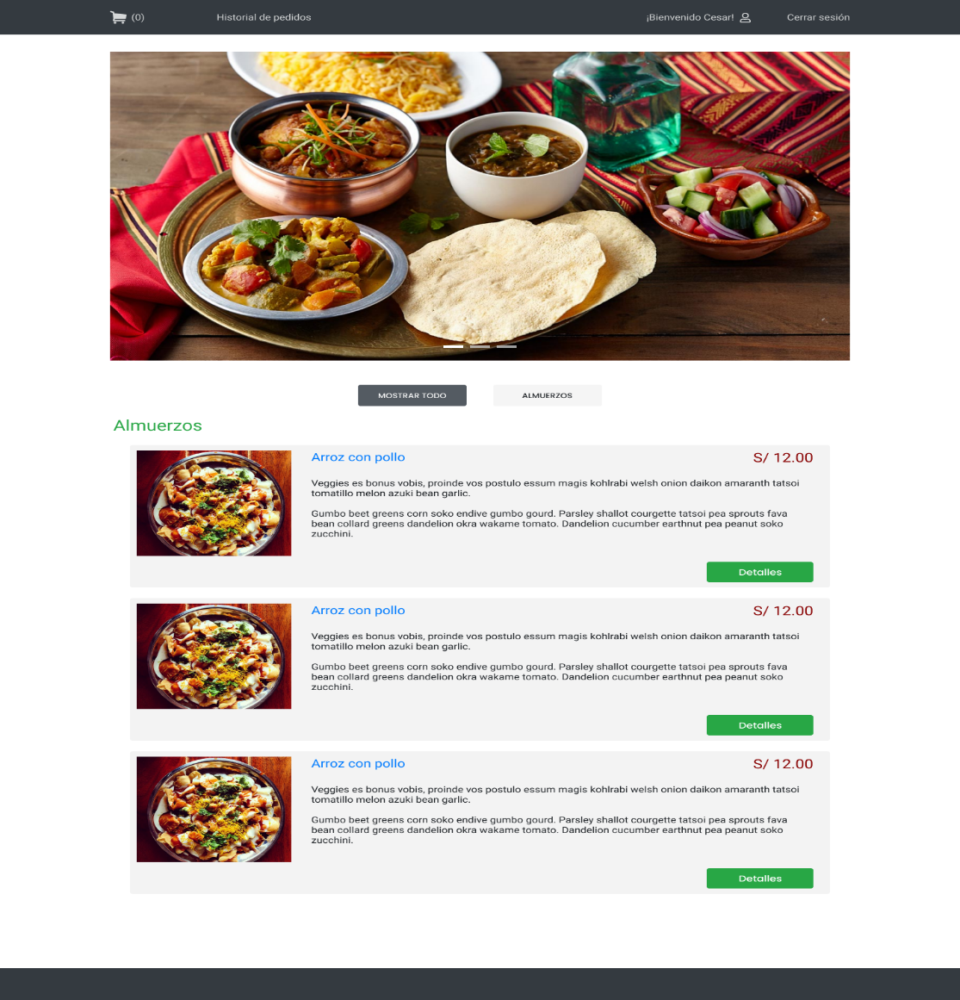 (0) Historial de pedidos ¡Bienvenido Cesar! Cerrar sesión
MOSTRAR TODO ALMUERZOS
Almuerzos
Arroz con pollo S/ 12.00
Veggies es bonus vobis, proinde vos postulo essum magis kohlrabi welsh onion daikon amaranth tatsoi
tomatillo melon azuki bean garlic.
Gumbo beet greens corn soko endive gumbo gourd. Parsley shallot courgette tatsoi pea sprouts fava
bean collard greens dandelion okra wakame tomato. Dandelion cucumber earthnut pea peanut soko
zucchini.
Detalles
Arroz con pollo S/ 12.00
Veggies es bonus vobis, proinde vos postulo essum magis kohlrabi welsh onion daikon amaranth tatsoi
tomatillo melon azuki bean garlic.
Gumbo beet greens corn soko endive gumbo gourd. Parsley shallot courgette tatsoi pea sprouts fava
bean collard greens dandelion okra wakame tomato. Dandelion cucumber earthnut pea peanut soko
zucchini.
Detalles
Arroz con pollo S/ 12.00
Veggies es bonus vobis, proinde vos postulo essum magis kohlrabi welsh onion daikon amaranth tatsoi
tomatillo melon azuki bean garlic.
Gumbo beet greens corn soko endive gumbo gourd. Parsley shallot courgette tatsoi pea sprouts fava
bean collard greens dandelion okra wakame tomato. Dandelion cucumber earthnut pea peanut soko
zucchini.
Detalles